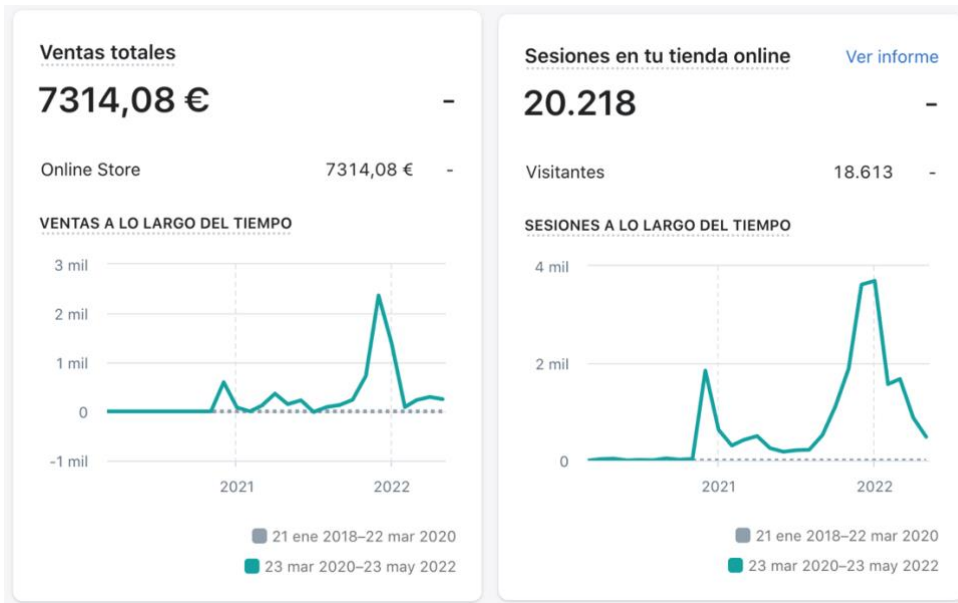 Ventas totales
7314,08 € -
Online Store 7314,08 € -
VENTAS A LO LARGO DEL TIEMPO
3 mil
2 mil
1 mil
0
-1 mil
2021 2022
21 ene 2018–22 mar 2020
23 mar 2020–23 may 2022
Sesiones en tu tienda online Ver informe
20.218 -
Visitantes 18.613 -
SESIONES A LO LARGO DEL TIEMPO
4 mil
2 mil
0
2021 2022
21 ene 2018–22 mar 2020
23 mar 2020–23 may 2022